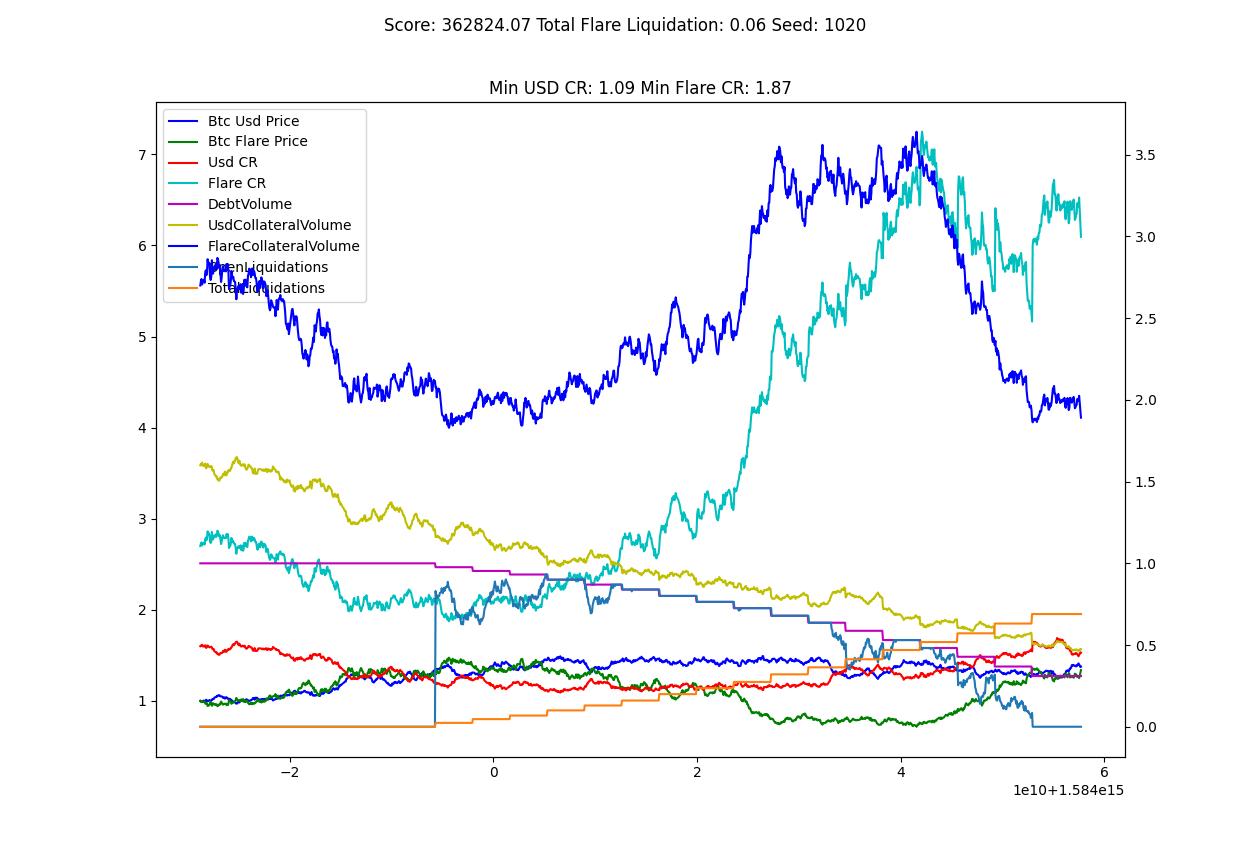 Score: 362824.07 Total Flare Liquidation: 0.06 Seed: 1020
Min USD CR: 1.09 Min Flare CR: 1.87
Btc Usd Price
Btc Flare Price
Usd CR
Flare CR
DebtVolume
UsdCollateralVolume
FlareCollateralVolume
OpenLiquidations
TotalLiquidations
7
6
5
4
3
2
1
3.5
3.0
2.5
2.0
1.5
1.0
0.5
0.0
−2
0
2
4
6
1e10+1.584e15